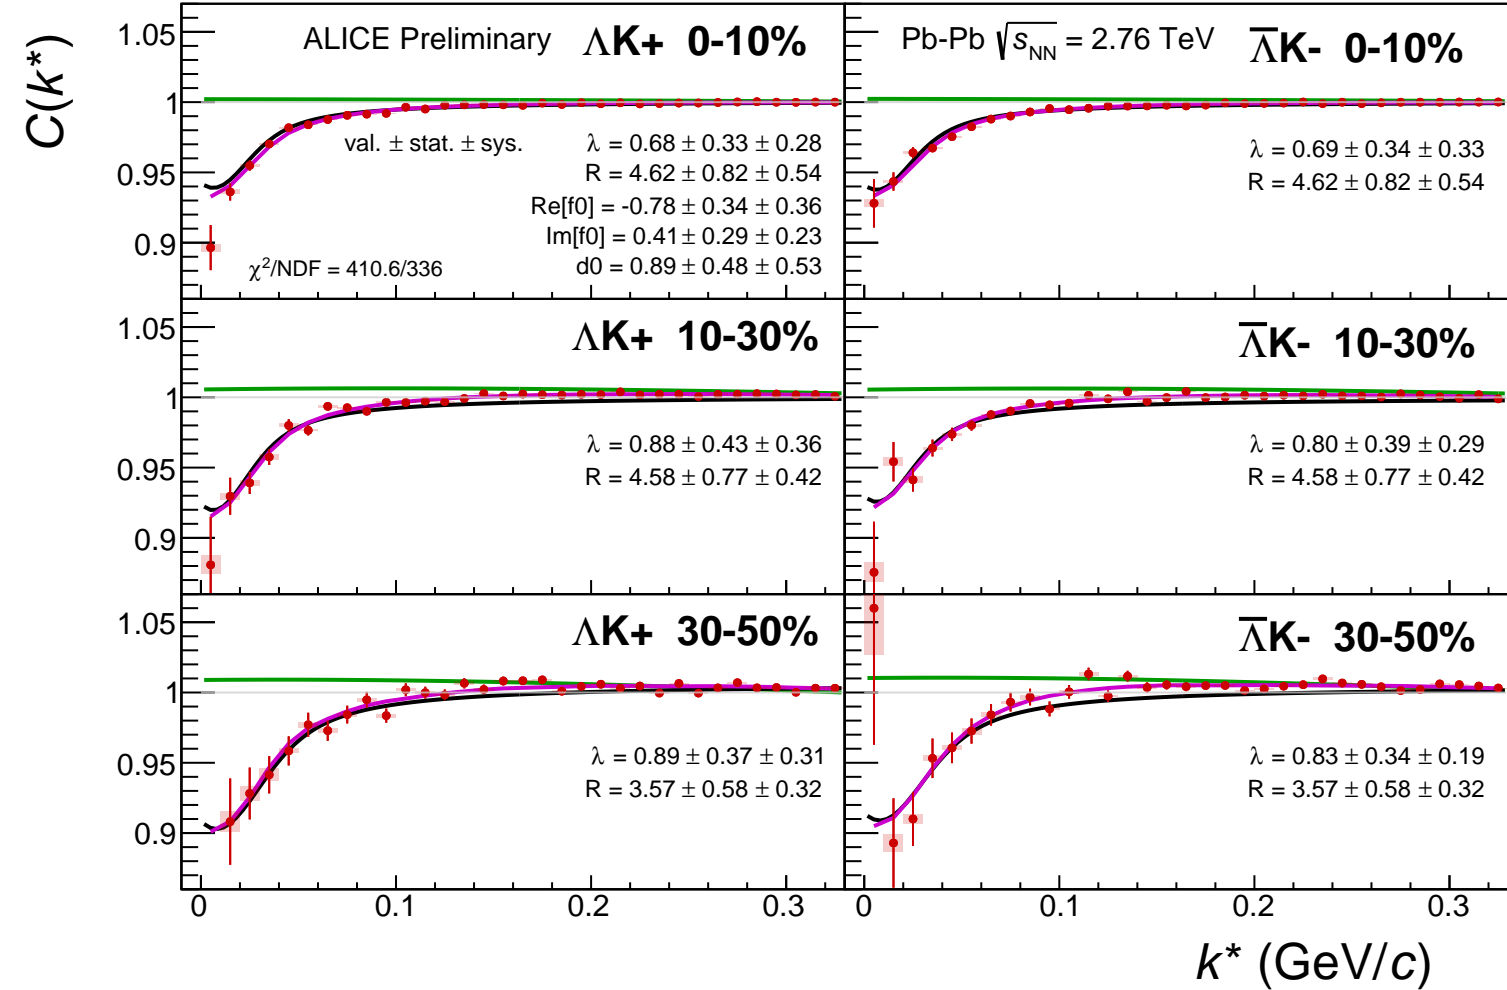 C(k*)
ALICE Preliminary ΛK+ 0-10%
1.05
1
0.95
0.9
val. ± stat. ± sys.
λ = 0.68 ± 0.33 ± 0.28
R = 4.62 ± 0.82 ± 0.54
Re[f0] = -0.78 ± 0.34 ± 0.36
Im[f0] = 0.41 ± 0.29 ± 0.23
d0 = 0.89 ± 0.48 ± 0.53
χ²/NDF = 410.6/336
Pb-Pb √s_NN = 2.76 TeV Λ̅K- 0-10%
λ = 0.69 ± 0.34 ± 0.33
R = 4.62 ± 0.82 ± 0.54
ΛK+ 10-30%
1.05
1
0.95
0.9
λ = 0.88 ± 0.43 ± 0.36
R = 4.58 ± 0.77 ± 0.42
Λ̅K- 10-30%
λ = 0.80 ± 0.39 ± 0.29
R = 4.58 ± 0.77 ± 0.42
ΛK+ 30-50%
1.05
1
0.95
0.9
λ = 0.89 ± 0.37 ± 0.31
R = 3.57 ± 0.58 ± 0.32
Λ̅K- 30-50%
λ = 0.83 ± 0.34 ± 0.19
R = 3.57 ± 0.58 ± 0.32
0 0.1 0.2 0.3
0 0.1 0.2 0.3
k* (GeV/c)